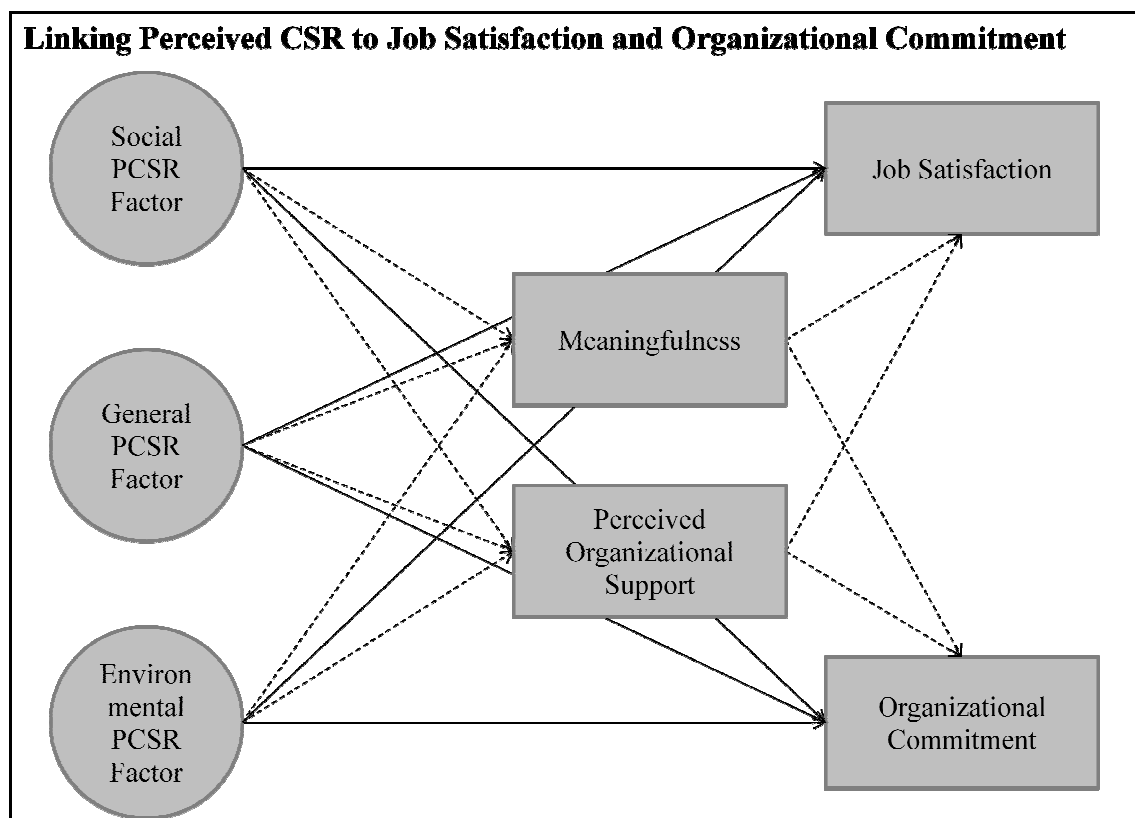 Linking Perceived CSR to Job Satisfaction and Organizational Commitment
Social
PCSR
Factor
Job Satisfaction
Meaningfulness
General
PCSR
Factor
Perceived
Organizational
Support
Environ
mental
PCSR
Factor
Organizational
Commitment